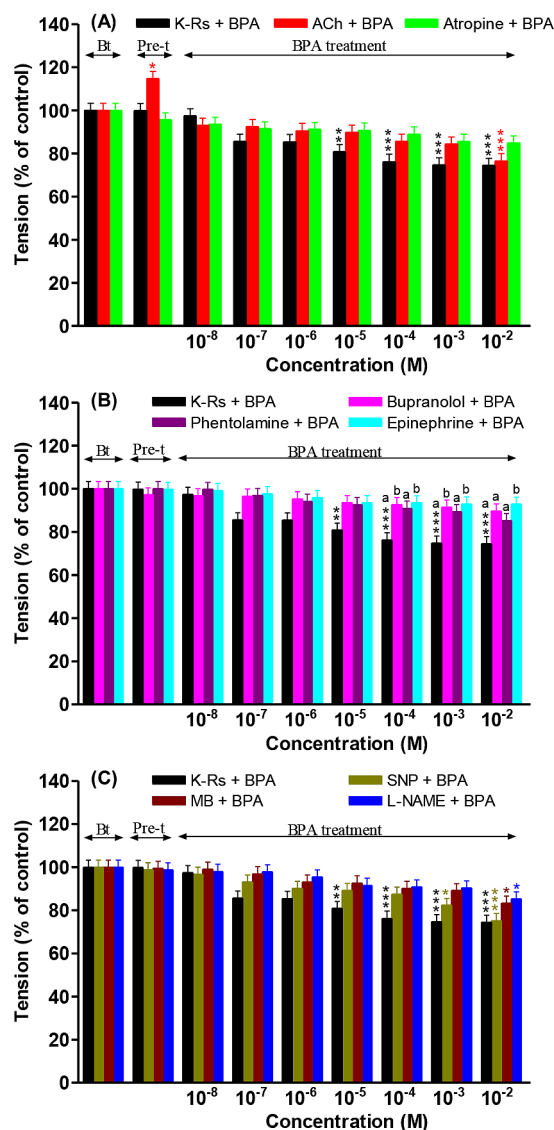 (A)
K-Rs + BPA ACh + BPA Atropine + BPA
Bt Pre-t BPA treatment
Tension (% of control)
140
120
100
80
60
40
20
0
* ** *** *** *** ***
10-8 10-7 10-6 10-5 10-4 10-3 10-2
Concentration (M)
(B)
K-Rs + BPA Bupranolol + BPA
Phentolamine + BPA Epinephrine + BPA
Bt Pre-t BPA treatment
Tension (% of control)
140
120
100
80
60
40
20
0
** a *** b a b a *** b a b a *** a a b
10-8 10-7 10-6 10-5 10-4 10-3 10-2
Concentration (M)
(C)
K-Rs + BPA SNP + BPA
MB + BPA L-NAME + BPA
Bt Pre-t BPA treatment
Tension (% of control)
140
120
100
80
60
40
20
0
** *** *** * *** *** * *
10-8 10-7 10-6 10-5 10-4 10-3 10-2
Concentration (M)